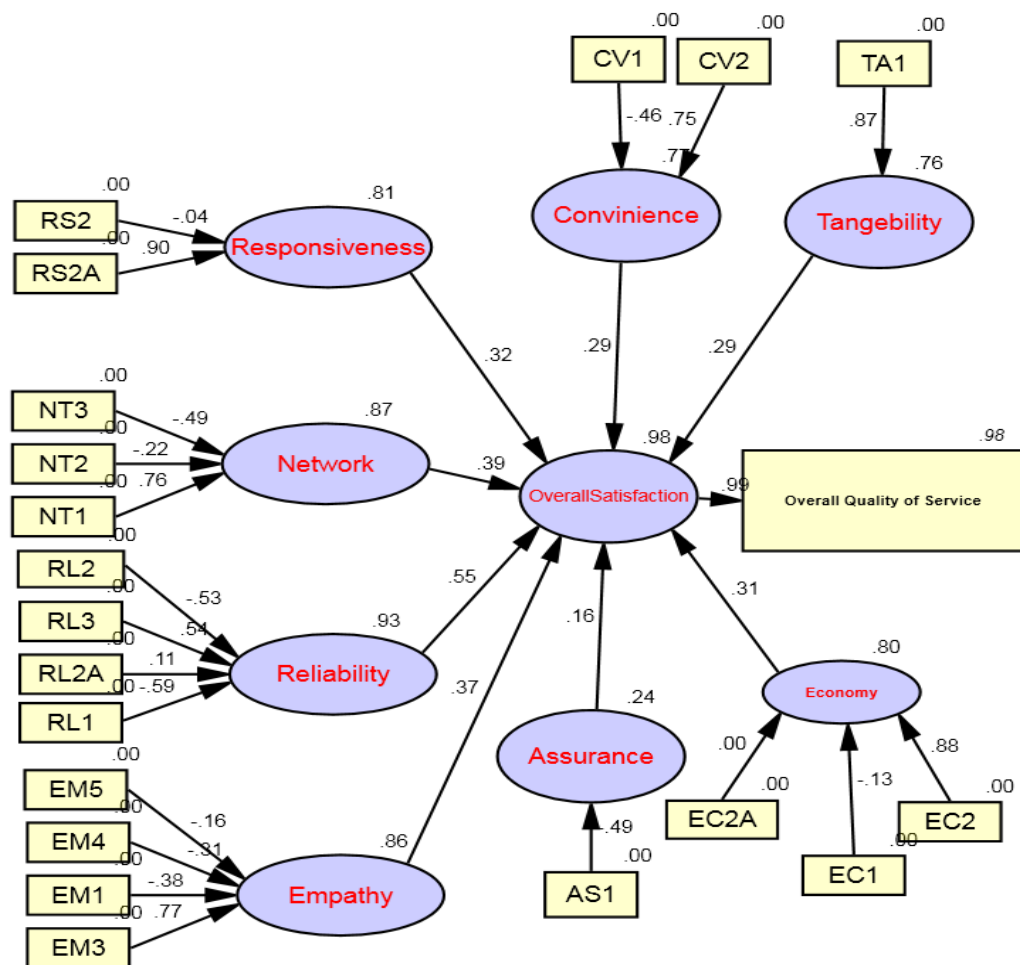 .00
.00
.00
CV1
CV2
TA1
-.46
.75
.87
.77
.76
Convinience
Tangebility
.00
.81
RS2
-.04
.00
.90
Responsiveness
RS2A
.32
.29
.29
.00
NT3
-.49
.87
.00
NT2
-.22
Network
.39
.00
.76
NT1
.98
OverallSatisfaction
.99
.98
Overall Quality of Service
.00
RL2
-.53
.00
RL3
.54
.93
.55
.00
RL2A
.11
Reliability
.00
-.59
RL1
.37
.16
.31
.24
Assurance
.80
Economy
.00
EM5
-.16
.00
EM4
-.31
.86
.00
EM1
-.38
Empathy
.00
.77
EM3
-.49
.00
AS1
.00
.00
EC2A
-.13
.00
EC1
.88
.00
EC2